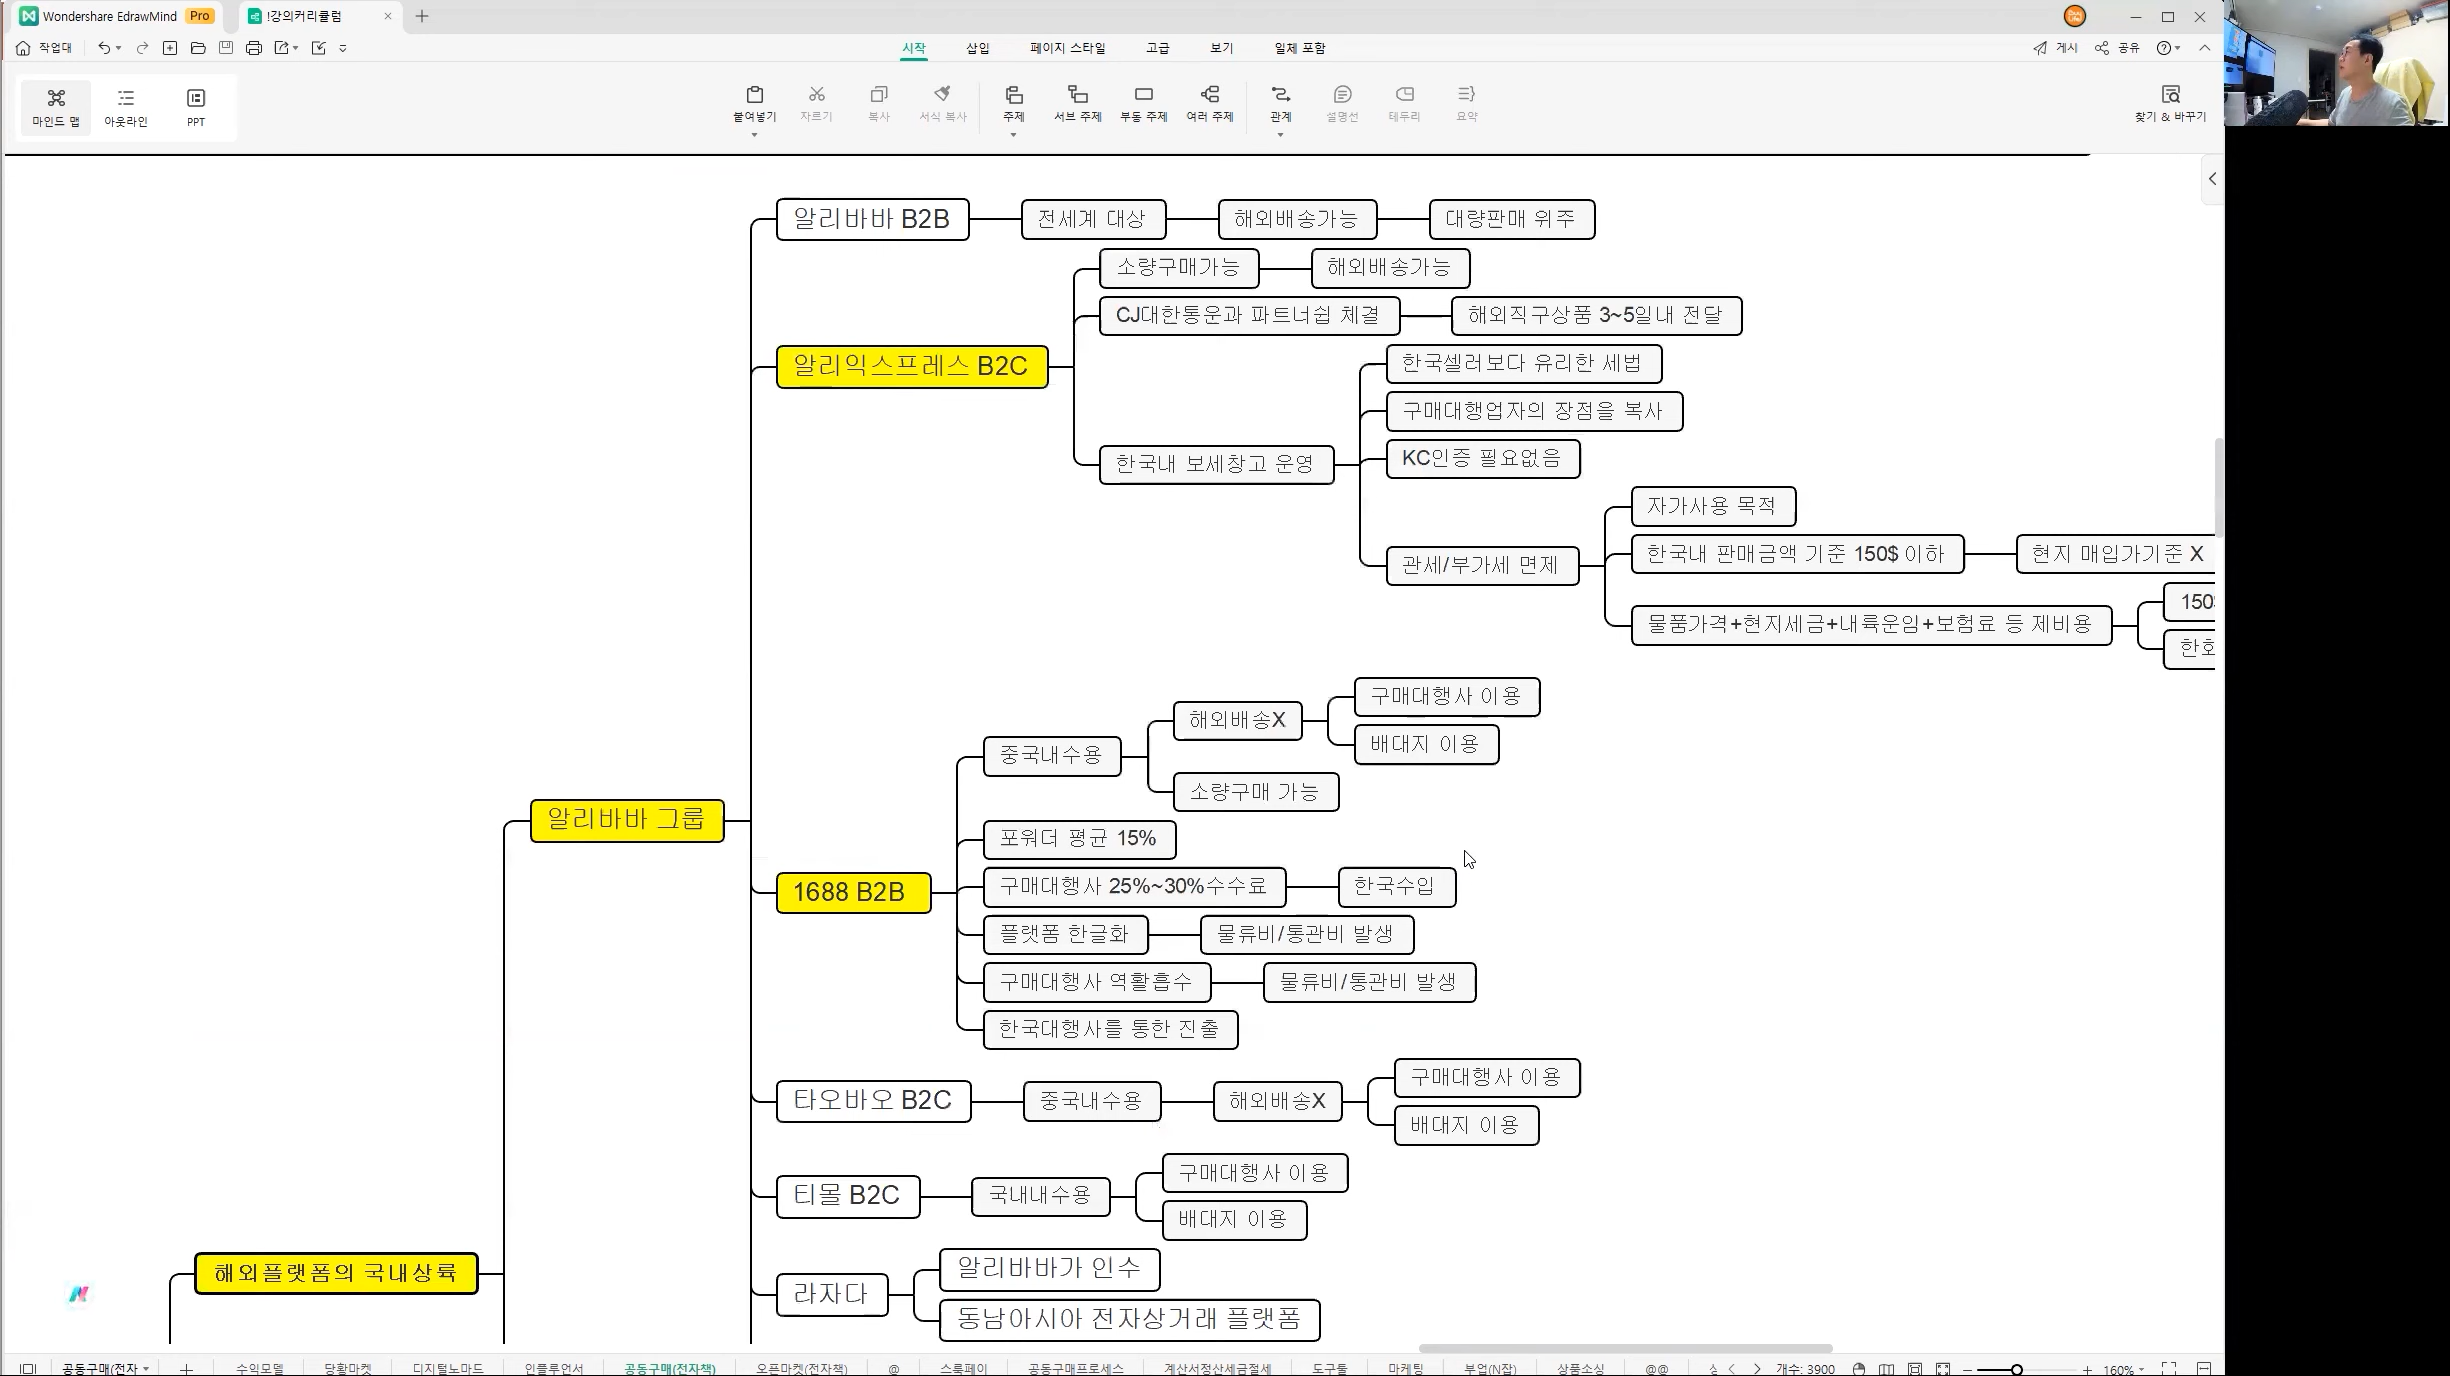 Wondershare EdrawMind Pro
!강의커리큘럼
작업대
시작 삽입 페이지 스타일 고급 보기 일체 포함
게시 공유
마인드 맵 아웃라인 PPT
붙여넣기 자르기 복사 서식 복사 주제 서브 주제 부동 주제 여러 주제 관계 설명선 테두리 요약
찾기 & 바꾸기
알리바바 B2B 전세계 대상 해외배송가능 대량판매 위주
소량구매가능 해외배송가능
CJ대한통운과 파트너쉽 체결 해외직구상품 3~5일내 전달
알리익스프레스 B2C
한국셀러보다 유리한 세법
구매대행업자의 장점을 복사
한국내 보세창고 운영
KC인증 필요없음
자가사용 목적
한국내 판매금액 기준 150$ 이하 현지 매입가기준 X
관세/부가세 면제
물품가격+현지세금+내륙운임+보험료 등 제비용
구매대행사 이용
해외배송X
배대지 이용
중국내수용
소량구매 가능
알리바바 그룹
포워더 평균 15%
1688 B2B
구매대행사 25%~30%수수료 한국수입
플랫폼 한글화 물류비/통관비 발생
구매대행사 역활흡수 물류비/통관비 발생
한국대행사를 통한 진출
구매대행사 이용
타오바오 B2C 중국내수용 해외배송X
배대지 이용
구매대행사 이용
티몰 B2C 국내내수용
배대지 이용
해외플랫폼의 국내상륙
알리바바가 인수
라자다
동남아시아 전자상거래 플랫폼
공동구매(전자 수익모델 당황마켓 디지털노마드 인플루언서 공동구매(전자책) 오픈마켓(전자책) @ 스룩페이 공동구매프로세스 계산서정산세금절세 도구툴 마케팅 부업(N잡) 상품소싱 @@ 개수: 3900 160%